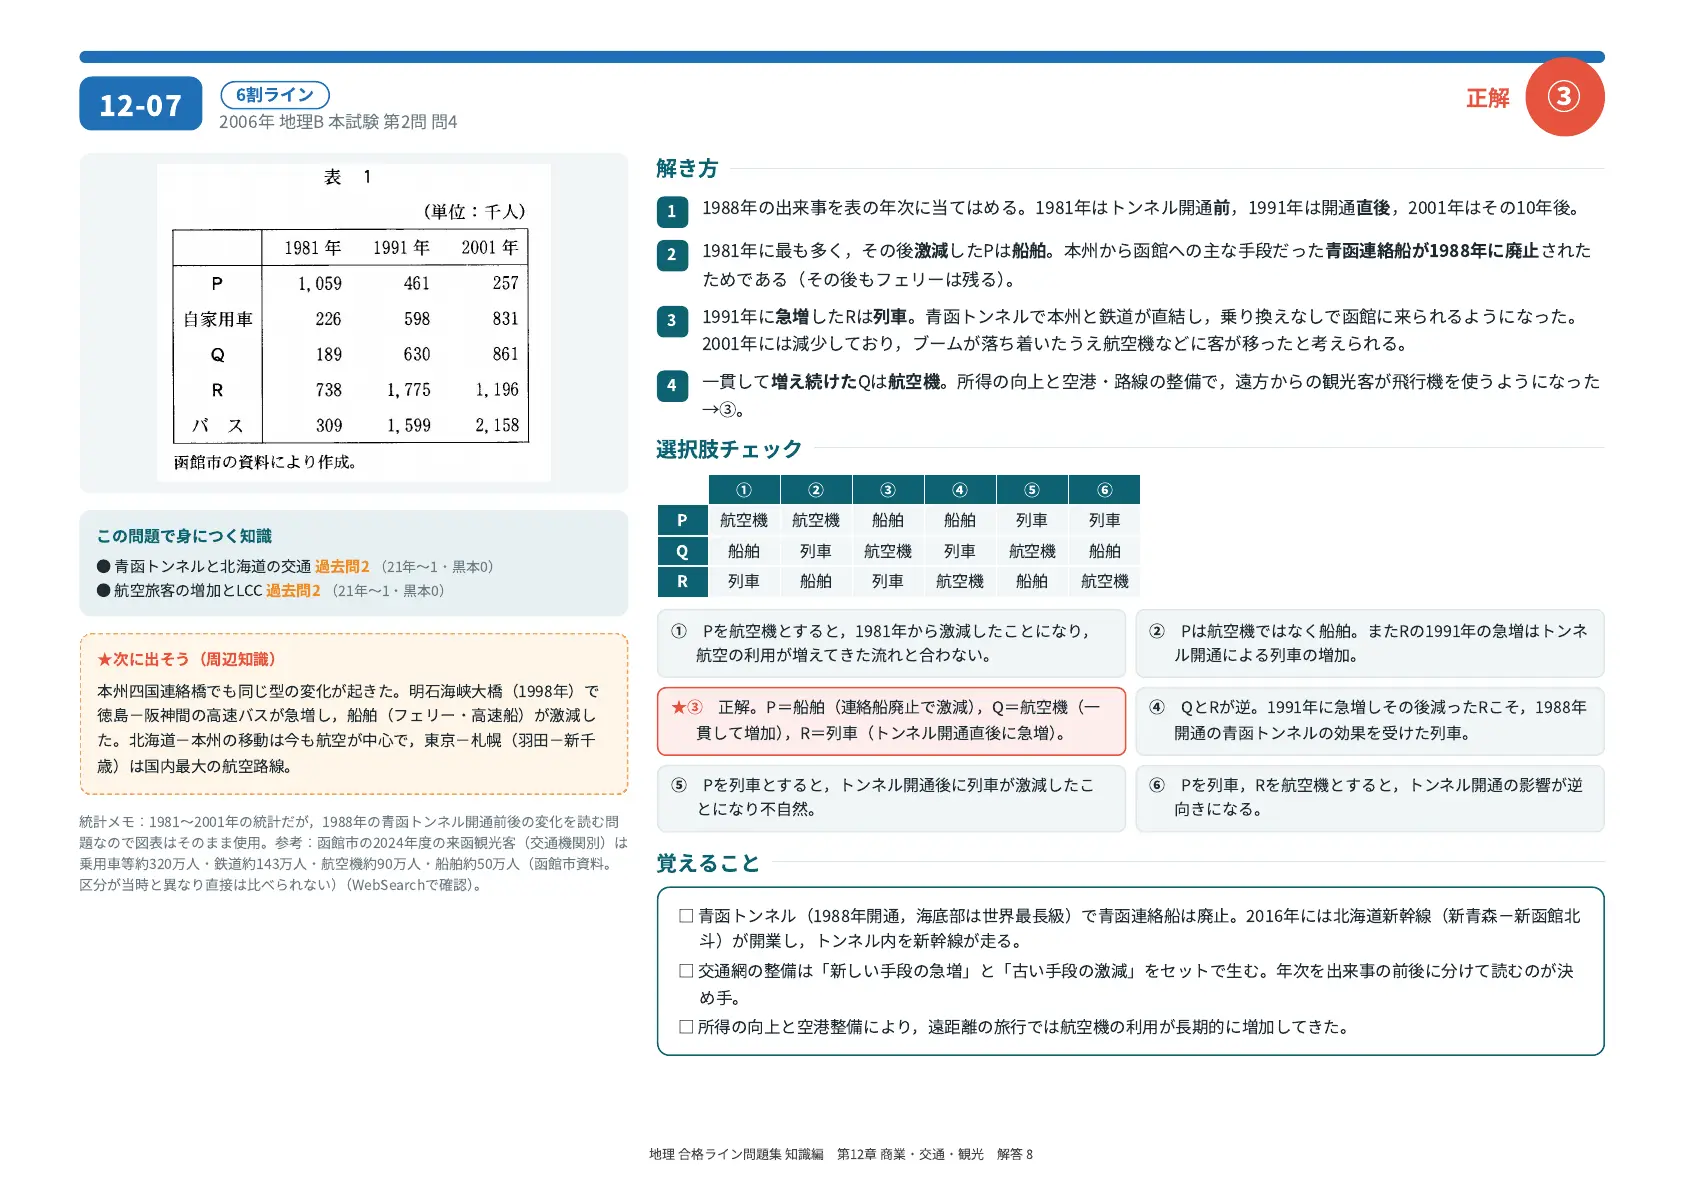 12-07
6割ライン
2006年 地理B 本試験 第2問 問4
正解 ③
表 1
(単位：千人)
1981 年 1991 年 2001 年
P 1,059 461 257
自家用車 226 598 831
Q 189 630 861
R 738 1,775 1,196
バ ス 309 1,599 2,158
函館市の資料により作成。
この問題で身につく知識
● 青函トンネルと北海道の交通 過去問2 （21年〜1・黒本0）
● 航空旅客の増加とLCC 過去問2 （21年〜1・黒本0）
★次に出そう（周辺知識）
本州四国連絡橋でも同じ型の変化が起きた。明石海峡大橋（1998年）で
徳島－阪神間の高速バスが急増し，船舶（フェリー・高速船）が激減し
た。北海道－本州の移動は今も航空が中心で，東京－札幌（羽田－新千
歳）は国内最大の航空路線。
統計メモ：1981〜2001年の統計だが，1988年の青函トンネル開通前後の変化を読む問
題なので図表はそのまま使用。参考：函館市の2024年度の来函観光客（交通機関別）は
乗用車等約320万人・鉄道約143万人・航空機約90万人・船舶約50万人（函館市資料。
区分が当時と異なり直接は比べられない）（WebSearchで確認）。
解き方
1 1988年の出来事を表の年次に当てはめる。1981年はトンネル開通前，1991年は開通直後，2001年はその10年後。
2 1981年に最も多く，その後激減したPは船舶。本州から函館への主な手段だった青函連絡船が1988年に廃止された
ためである（その後もフェリーは残る）。
3 1991年に急増したRは列車。青函トンネルで本州と鉄道が直結し，乗り換えなしで函館に来られるようになった。
2001年には減少しており，ブームが落ち着いたうえ航空機などに客が移ったと考えられる。
4 一貫して増え続けたQは航空機。所得の向上と空港・路線の整備で，遠方からの観光客が飛行機を使うようになった
→③。
選択肢チェック
① ② ③ ④ ⑤ ⑥
P 航空機 航空機 船舶 船舶 列車 列車
Q 船舶 列車 航空機 列車 航空機 船舶
R 列車 船舶 列車 航空機 船舶 航空機
① Pを航空機とすると，1981年から激減したことになり，
航空の利用が増えてきた流れと合わない。
② Pは航空機ではなく船舶。またRの1991年の急増はトンネ
ル開通による列車の増加。
★③ 正解。P＝船舶（連絡船廃止で激減），Q＝航空機（一
貫して増加），R＝列車（トンネル開通直後に急増）。
④ QとRが逆。1991年に急増しその後減ったRこそ，1988年
開通の青函トンネルの効果を受けた列車。
⑤ Pを列車とすると，トンネル開通後に列車が激減したこ
とになり不自然。
⑥ Pを列車，Rを航空機とすると，トンネル開通の影響が逆
向きになる。
覚えること
□ 青函トンネル（1988年開通，海底部は世界最長級）で青函連絡船は廃止。2016年には北海道新幹線（新青森－新函館北
斗）が開業し，トンネル内を新幹線が走る。
□ 交通網の整備は「新しい手段の急増」と「古い手段の激減」をセットで生む。年次を出来事の前後に分けて読むのが決
め手。
□ 所得の向上と空港整備により，遠距離の旅行では航空機の利用が長期的に増加してきた。
地理 合格ライン問題集 知識編 第12章 商業・交通・観光 解答 8